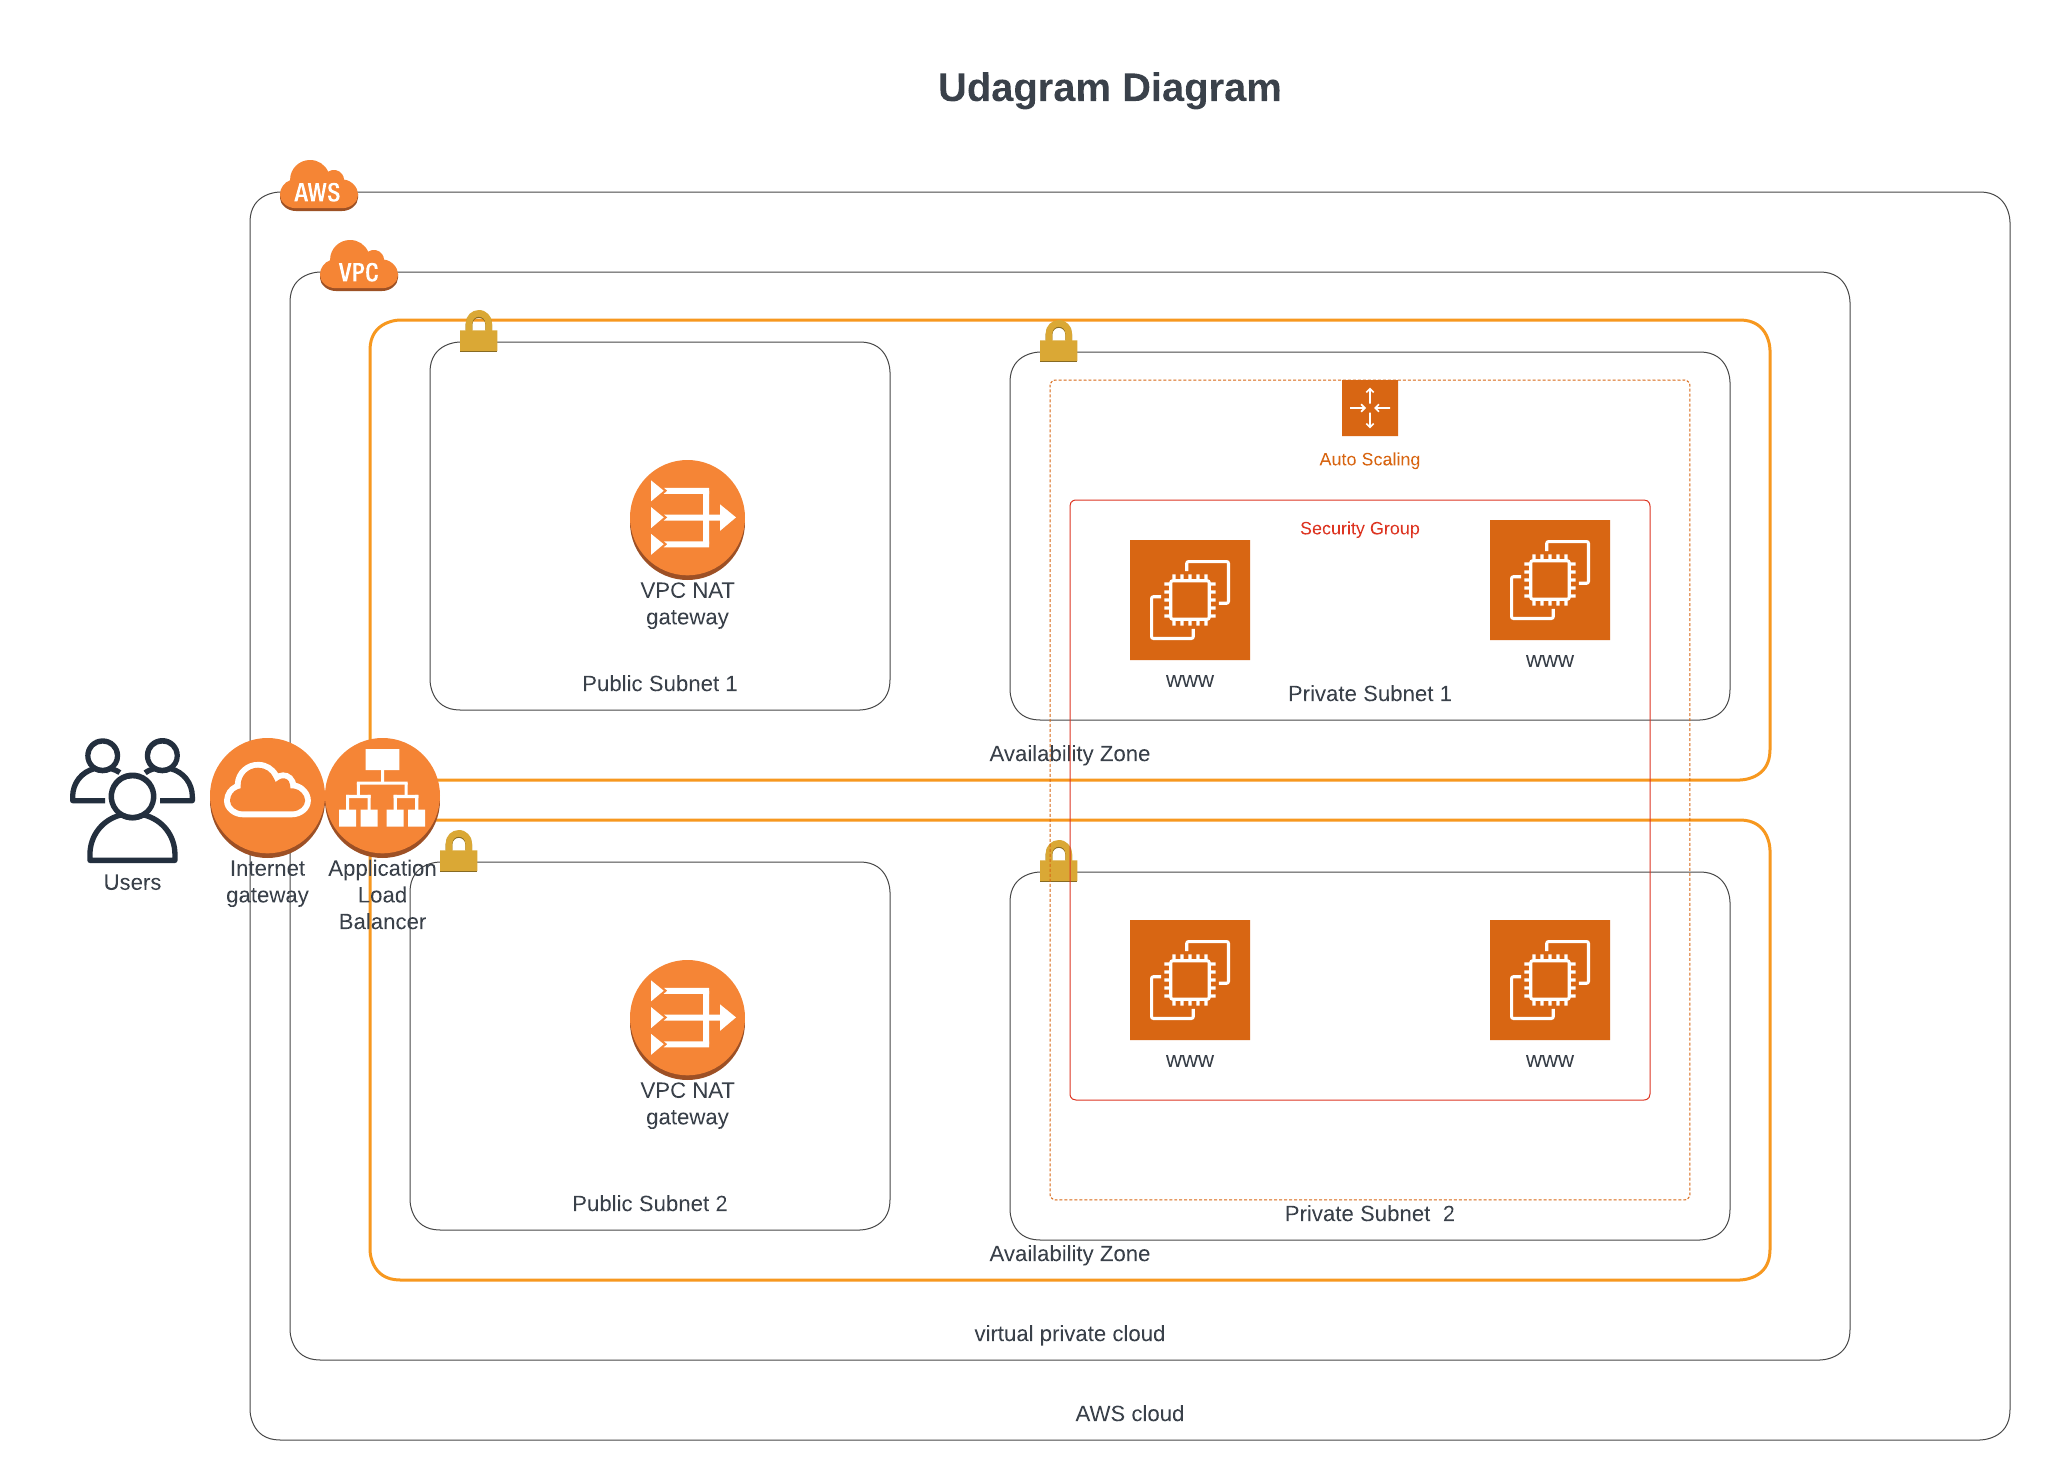 Udagram Diagram
AWS
VPC
Auto Scaling
Security Group
VPC NAT
gateway
www
www
Public Subnet 1
Private Subnet 1
Availability Zone
Users
Internet
gateway
Application
Load
Balancer
www
www
VPC NAT
gateway
Public Subnet 2
Private Subnet  2
Availability Zone
virtual private cloud
AWS cloud